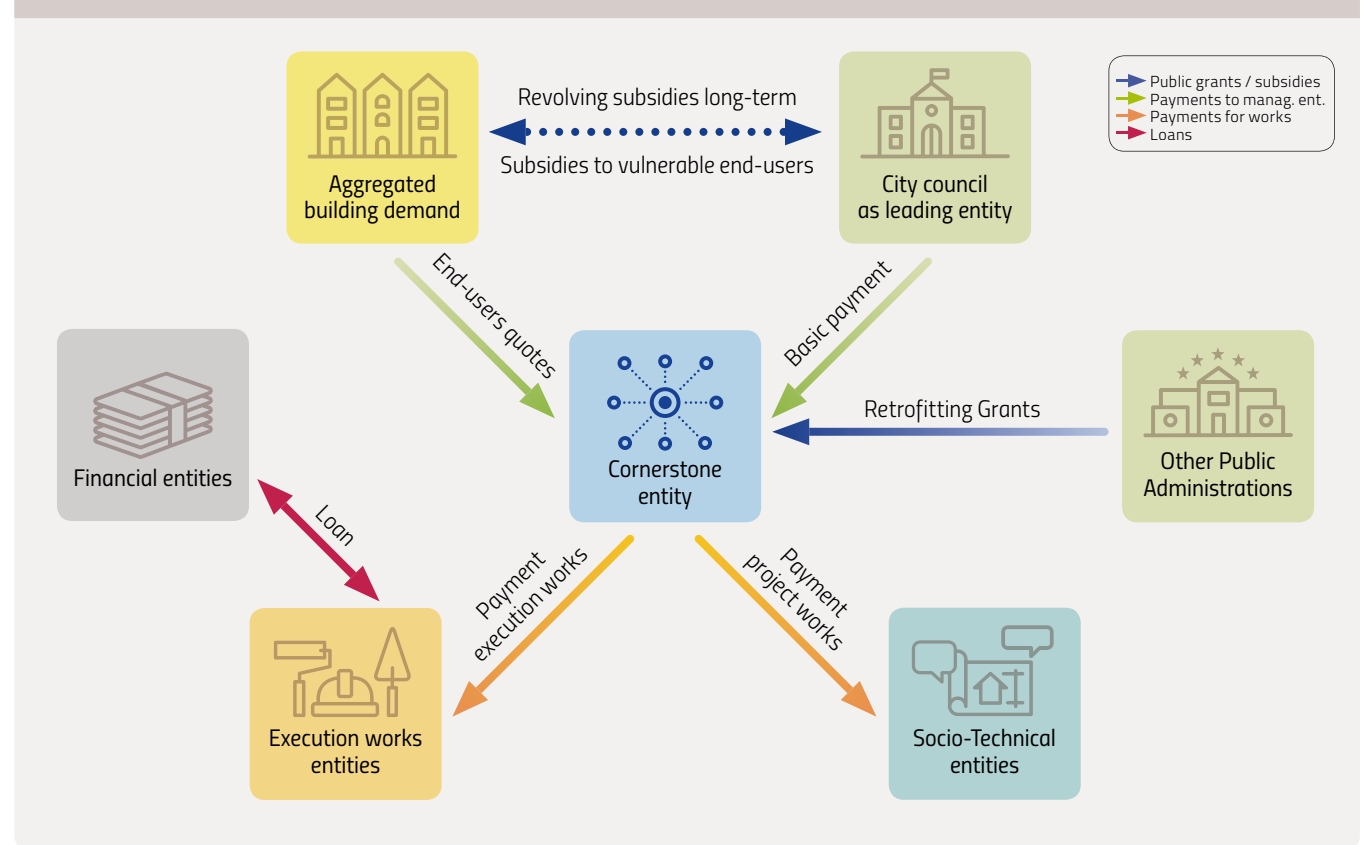 Revolving subsidies long-term
Subsidies to vulnerable end-users
Aggregated
building demand
City council
as leading entity
Public grants / subsidies
Payments to manag. ent.
Payments for works
Loans
End-users quotes
Basic payment
Financial entities
Cornerstone
entity
Retrofitting Grants
Other Public
Administrations
Loan
Payment
execution works
Payment
project works
Execution works
entities
Socio-Technical
entities